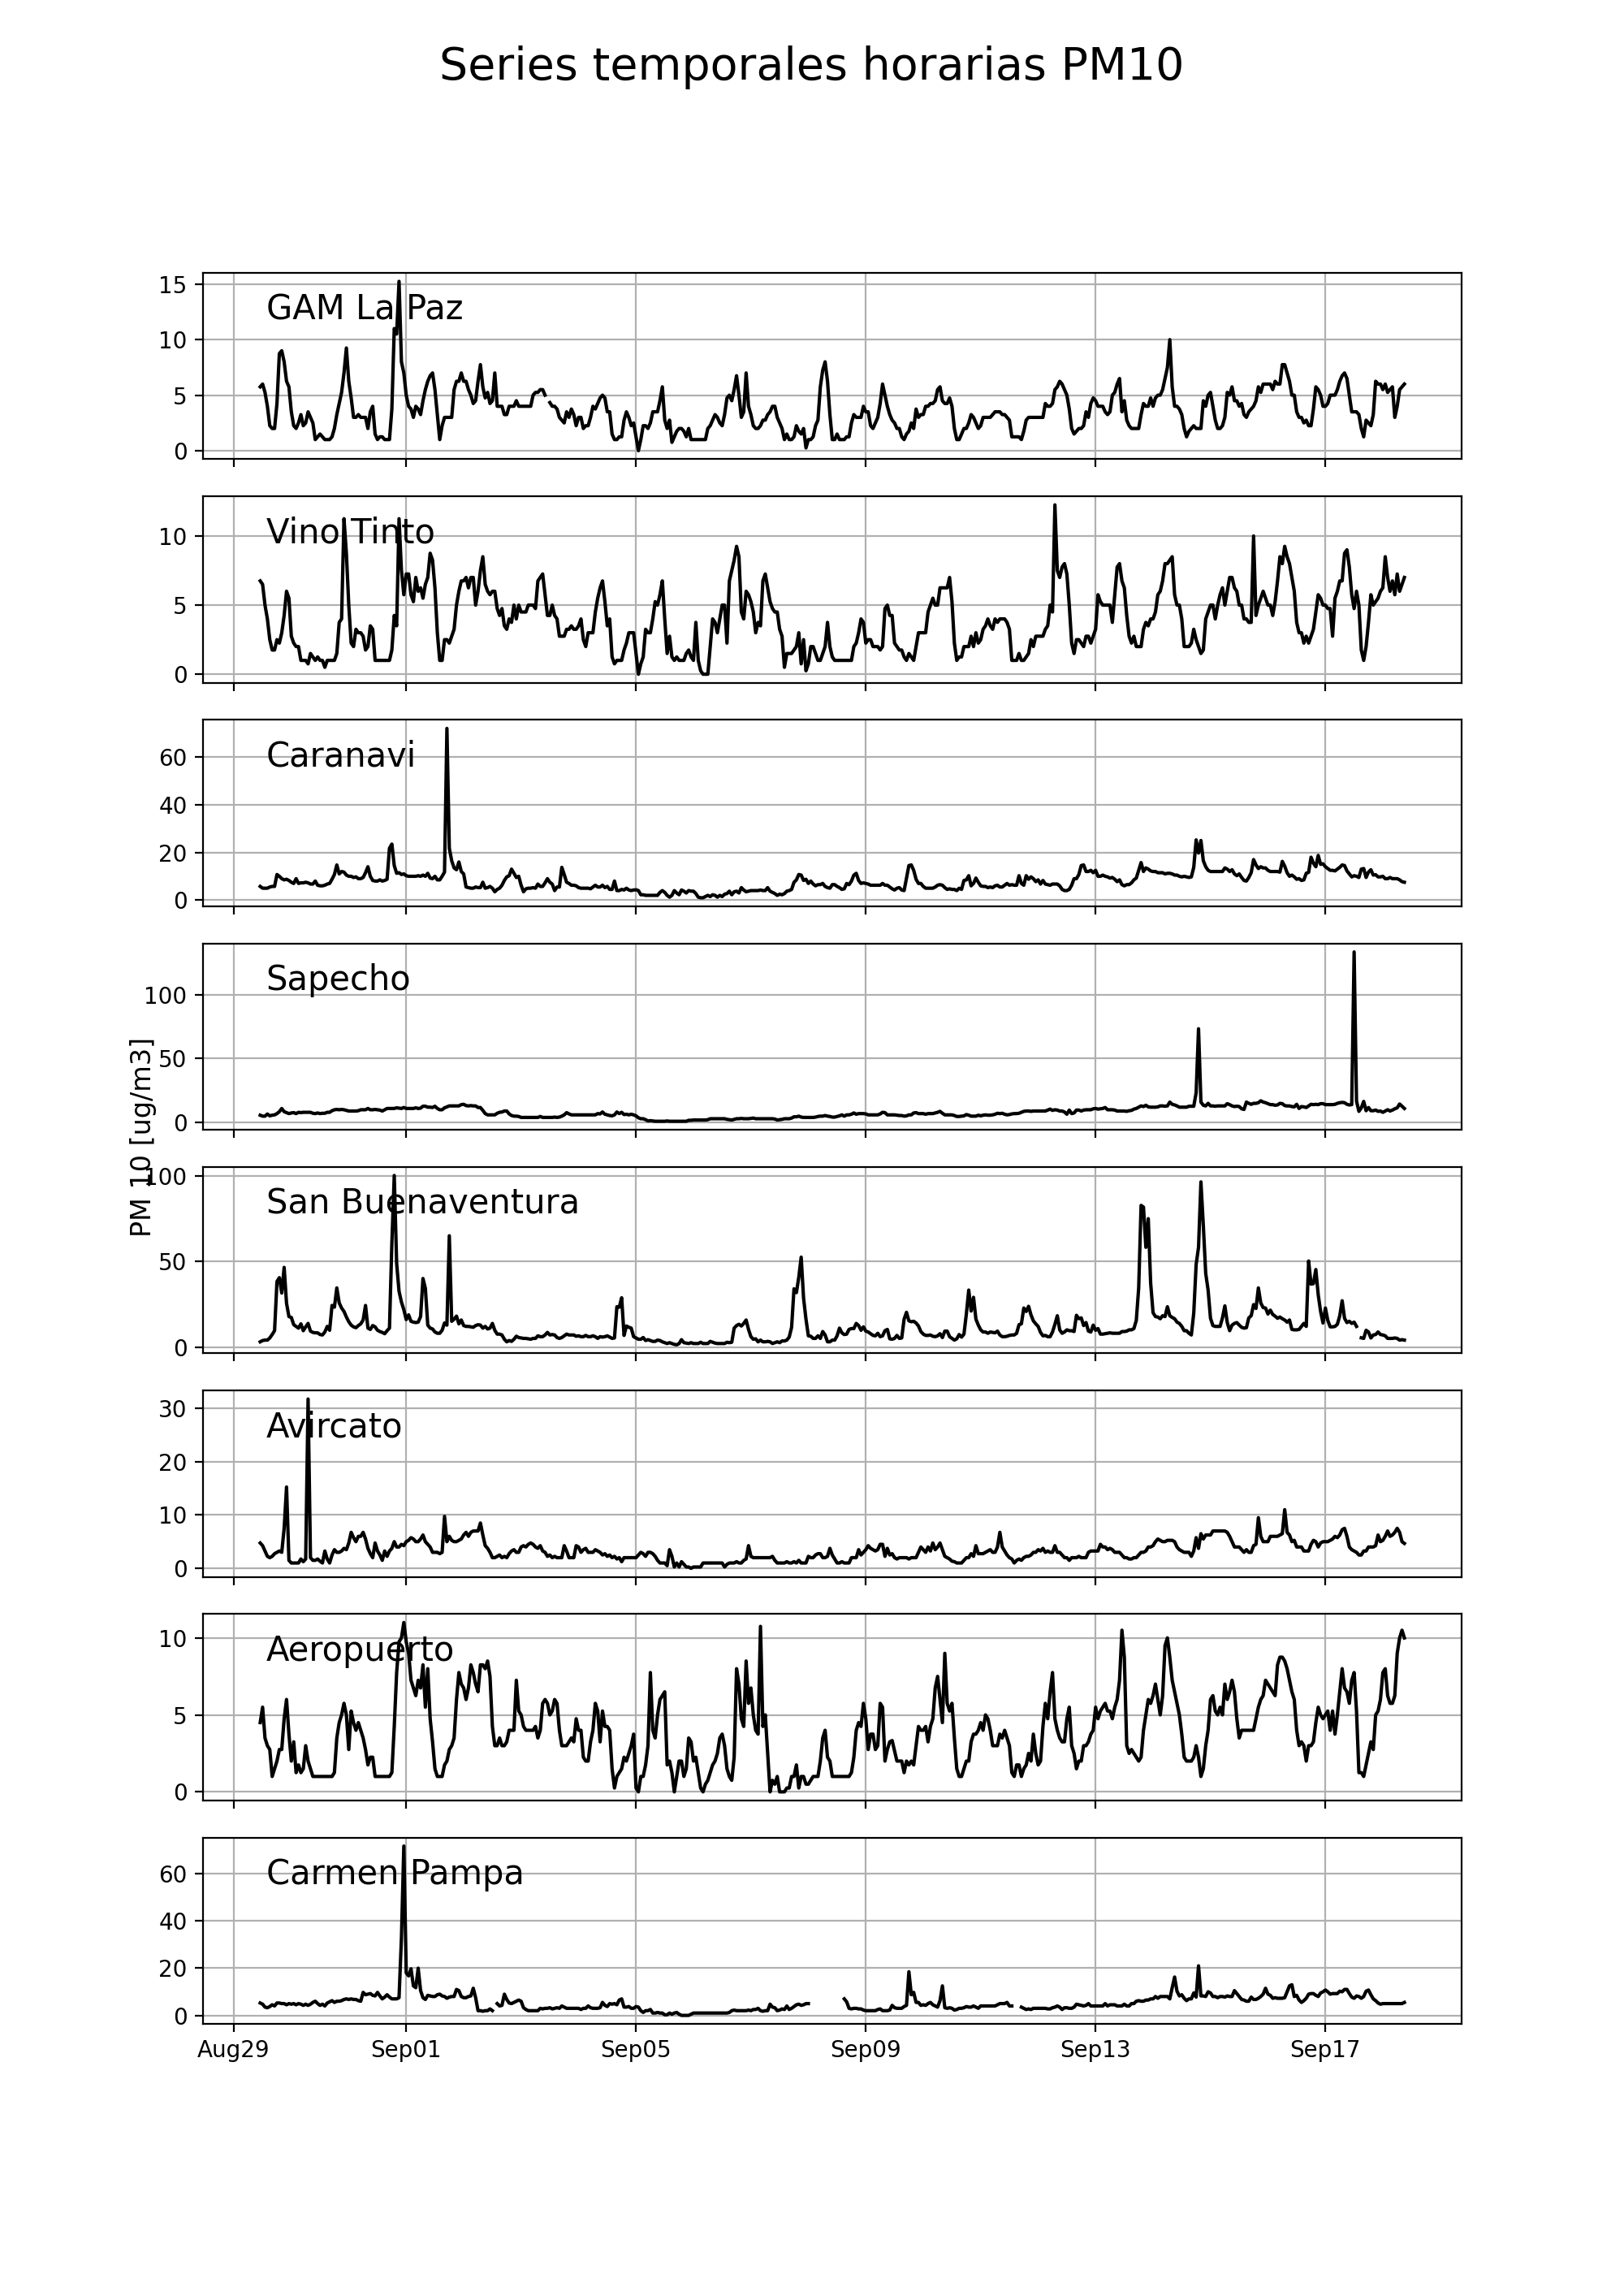 Series temporales horarias PM10
15
GAM La Paz
10
5
0
Vino Tinto
10
5
0
Caranavi
60
40
20
0
Sapecho
100
50
0
PM 10 [ug/m3]
100
San Buenaventura
50
0
30
Avircato
20
10
0
10
Aeropuerto
5
0
60
Carmen Pampa
40
20
0
Aug29 Sep01 Sep05 Sep09 Sep13 Sep17